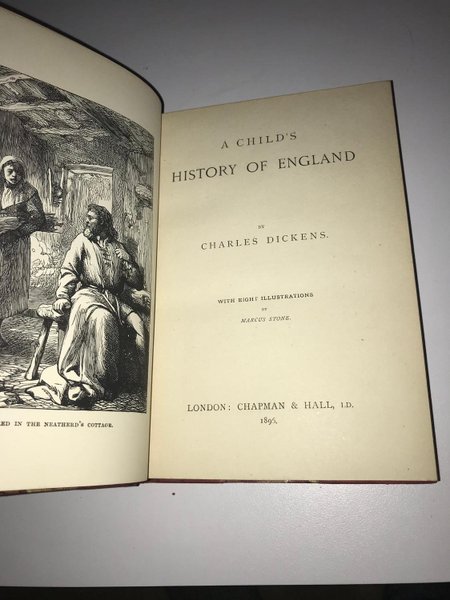 ED IN THE NEATHERD'S COTTAGE.
A CHILD'S
HISTORY OF ENGLAND
BY
CHARLES DICKENS.
WITH EIGHT ILLUSTRATIONS
BY
MARCUS STONE.
LONDON: CHAPMAN & HALL, LD.
1895.